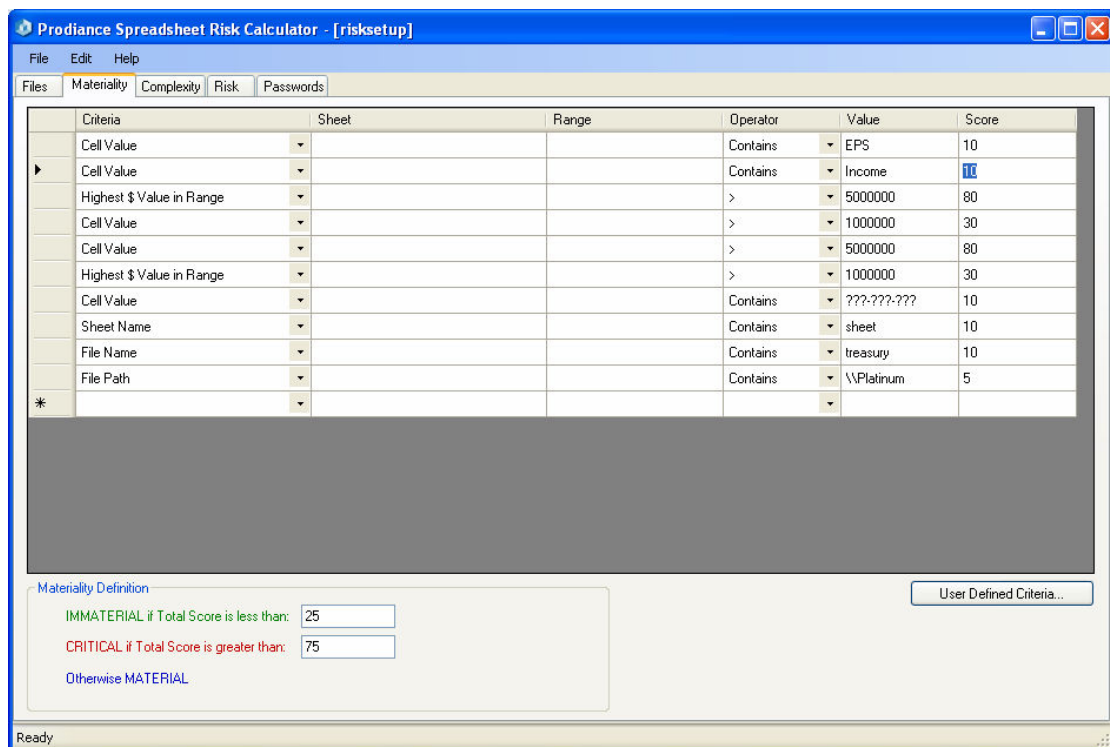 Prodiance Spreadsheet Risk Calculator - [risksetup]
File Edit Help
Files Materiality Complexity Risk Passwords
Criteria Sheet Range Operator Value Score
Cell Value Contains EPS 10
Cell Value Contains Income 10
Highest $ Value in Range > 5000000 80
Cell Value > 1000000 30
Cell Value > 5000000 80
Highest $ Value in Range > 1000000 30
Cell Value Contains ???-???-??? 10
Sheet Name Contains sheet 10
File Name Contains treasury 10
File Path Contains \\Platinum 5
Materiality Definition
User Defined Criteria...
IMMATERIAL if Total Score is less than: 25
CRITICAL if Total Score is greater than: 75
Otherwise MATERIAL
Ready